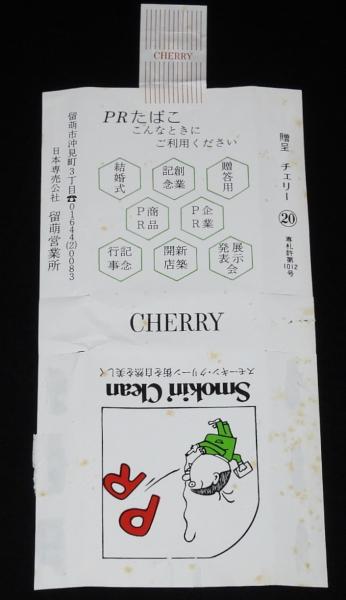 CHERRY
PRたばこ
こんなときに
ご利用ください
贈答用
創業記念
結婚式
企業PR
商品PR
展示会発表
新築開店
記念行事
贈呈 チェリー ⑳
専札許第1012号
留萌市沖見町3丁目☎01644(2)0083
日本専売公社 留萌営業所
CHERRY
Smokin' Clean
スモーキン・クリーン街を自然を美しく
PR